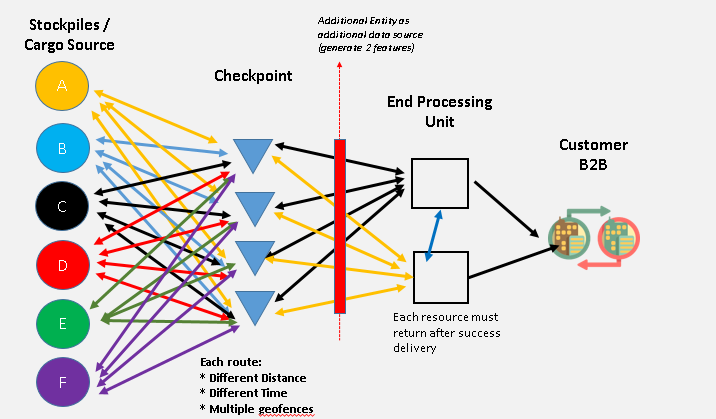 Stockpiles /
Cargo Source
Additional Entity as
additional data source
(generate 2 features)
Checkpoint
End Processing
Unit
Customer
B2B
A
B
C
D
E
F
Each resource must
return after success
delivery
Each route:
* Different Distance
* Different Time
* Multiple geofences